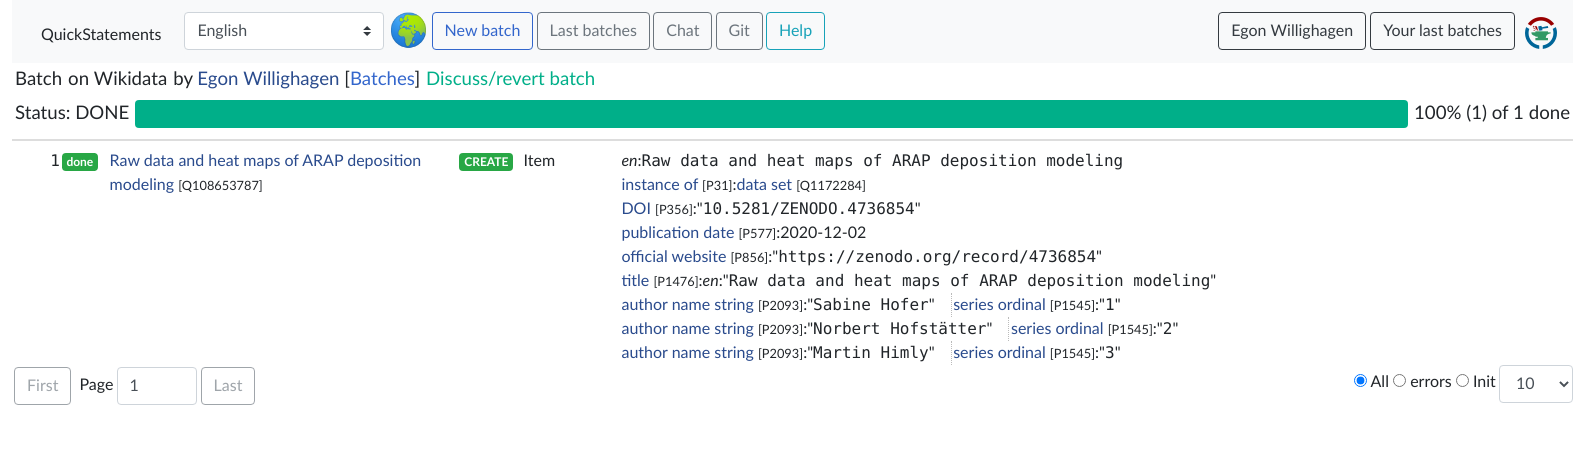 QuickStatements English New batch Last batches Chat Git Help Egon Willighagen Your last batches
Batch on Wikidata by Egon Willighagen [Batches] Discuss/revert batch
Status: DONE 100% (1) of 1 done
1 done Raw data and heat maps of ARAP deposition modeling [Q108653787]
CREATE Item
en:Raw data and heat maps of ARAP deposition modeling
instance of [P31]:data set [Q1172284]
DOI [P356]:"10.5281/ZENODO.4736854"
publication date [P577]:2020-12-02
official website [P856]:"https://zenodo.org/record/4736854"
title [P1476]:en:"Raw data and heat maps of ARAP deposition modeling"
author name string [P2093]:"Sabine Hofer" series ordinal [P1545]:"1"
author name string [P2093]:"Norbert Hofstätter" series ordinal [P1545]:"2"
author name string [P2093]:"Martin Himly" series ordinal [P1545]:"3"
First Page 1 Last All errors Init 10